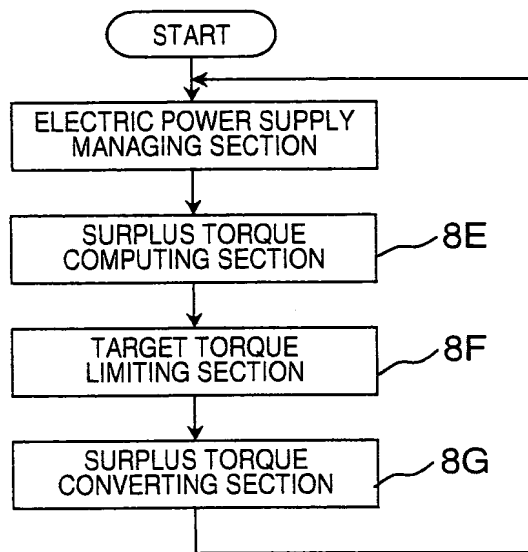 START
ELECTRIC POWER SUPPLY
MANAGING SECTION
SURPLUS TORQUE
COMPUTING SECTION
8E
TARGET TORQUE
LIMITING SECTION
8F
SURPLUS TORQUE
CONVERTING SECTION
8G